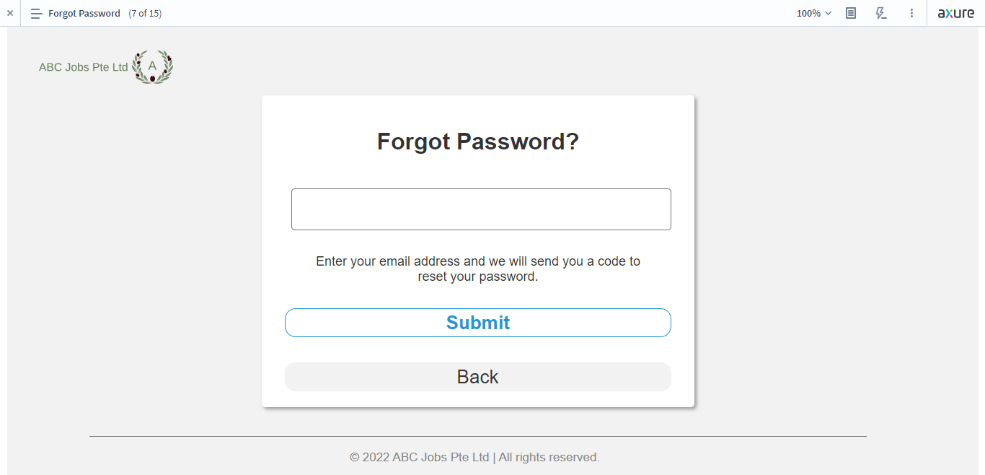 Forgot Password (7 of 15) 100% axure
ABC Jobs Pte Ltd A
Forgot Password?
Enter your email address and we will send you a code to
reset your password.
Submit
Back
© 2022 ABC Jobs Pte Ltd | All rights reserved.